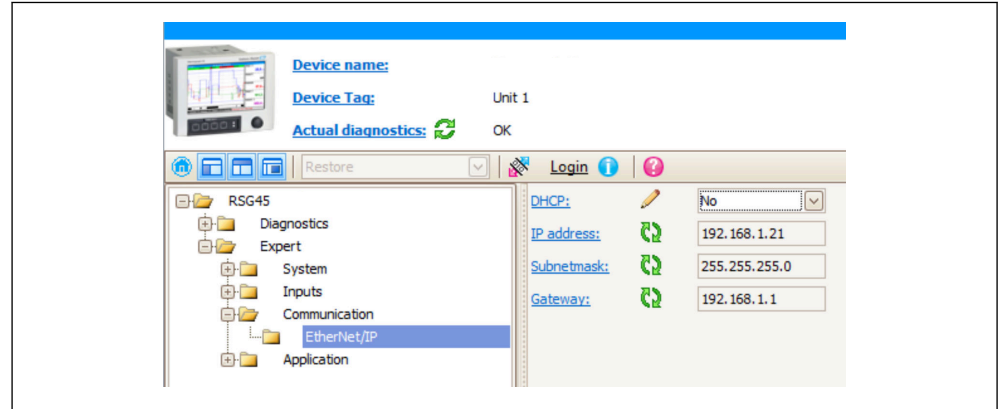 Device name:
Device Tag: Unit 1
Actual diagnostics: OK
Restore Login
RSG45
Diagnostics
Expert
System
Inputs
Communication
EtherNet/IP
Application
DHCP: No
IP address: 192.168.1.21
Subnetmask: 255.255.255.0
Gateway: 192.168.1.1